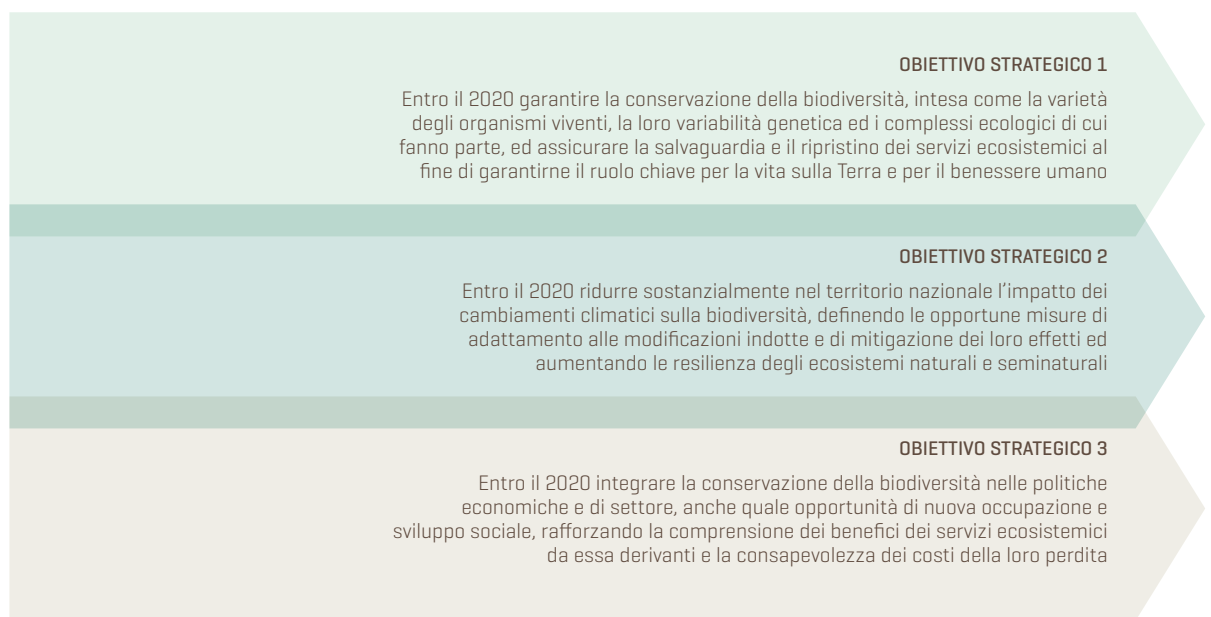 OBIETTIVO STRATEGICO 1
Entro il 2020 garantire la conservazione della biodiversità, intesa come la varietà
degli organismi viventi, la loro variabilità genetica ed i complessi ecologici di cui
fanno parte, ed assicurare la salvaguardia e il ripristino dei servizi ecosistemici al
fine di garantirne il ruolo chiave per la vita sulla Terra e per il benessere umano
OBIETTIVO STRATEGICO 2
Entro il 2020 ridurre sostanzialmente nel territorio nazionale l’impatto dei
cambiamenti climatici sulla biodiversità, definendo le opportune misure di
adattamento alle modificazioni indotte e di mitigazione dei loro effetti ed
aumentando le resilienza degli ecosistemi naturali e seminaturali
OBIETTIVO STRATEGICO 3
Entro il 2020 integrare la conservazione della biodiversità nelle politiche
economiche e di settore, anche quale opportunità di nuova occupazione e
sviluppo sociale, rafforzando la comprensione dei benefici dei servizi ecosistemici
da essa derivanti e la consapevolezza dei costi della loro perdita